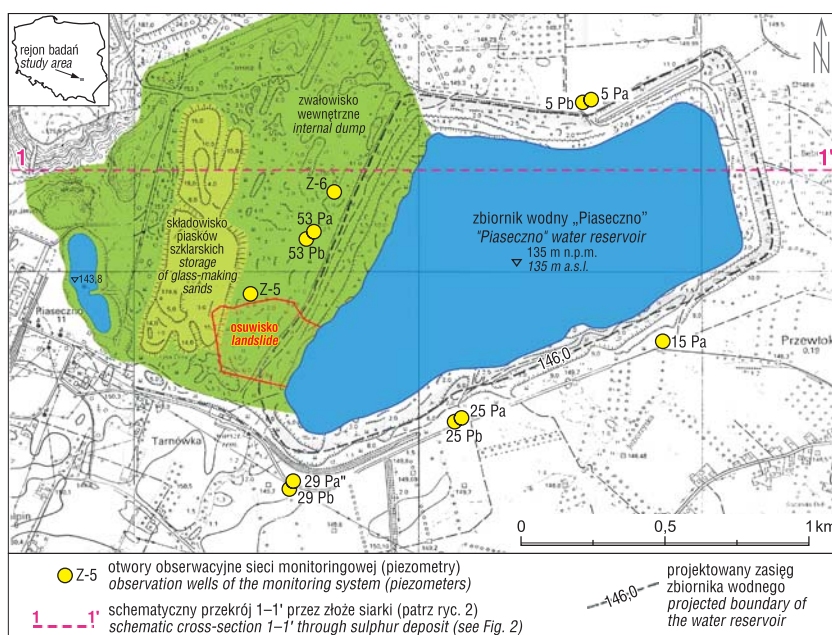 rejon badań
study area
zwałowisko
wewnętrzne
internal dump
5 Pb
5 Pa
N
1
1'
Z-6
53 Pa
53 Pb
składowisko
piasków
szklarskich
storage
of glass-making
sands
zbiornik wodny „Piaseczno”
"Piaseczno" water reservoir
135 m n.p.m.
135 m a.s.l.
143,8
Z-5
Piaseczno
11
osuwisko
landslide
146,0
15 Pa
Przewłok
0,19
25 Pa
25 Pb
Tarnówka
29 Pa"
29 Pb
0
0,5
1 km
Z-5
otwory obserwacyjne sieci monitoringowej (piezometry)
observation wells of the monitoring system (piezometers)
1 1'
schematyczny przekrój 1–1' przez złoże siarki (patrz ryc. 2)
schematic cross-section 1–1' through sulphur deposit (see Fig. 2)
146,0
projektowany zasięg
zbiornika wodnego
projected boundary of
the water reservoir